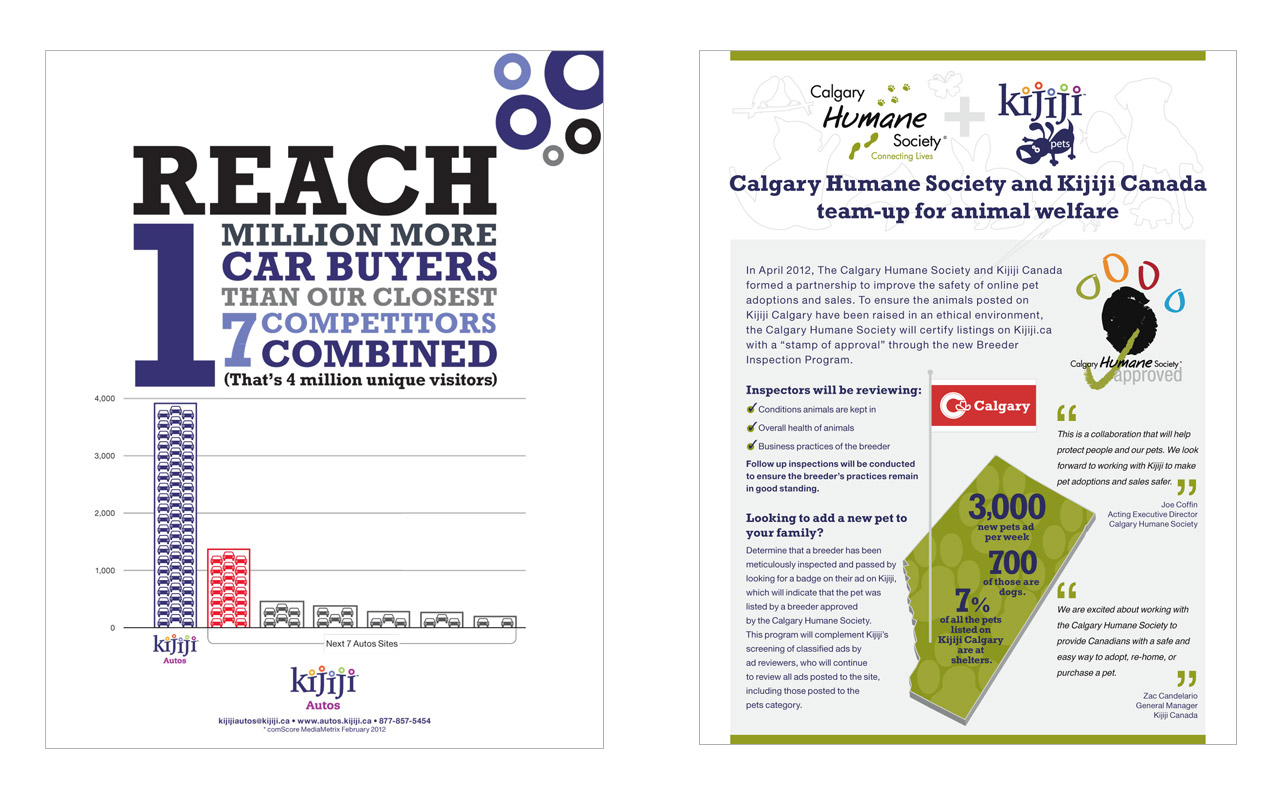 REACH
1
MILLION MORE
CAR BUYERS
THAN OUR CLOSEST
7 COMPETITORS
COMBINED
(That's 4 million unique visitors)
4,000
3,000
2,000
1,000
0
kijiji
Autos
Next 7 Autos Sites
kijiji
Autos
kijijiautos@kijiji.ca • www.autos.kijiji.ca • 877-857-5454
* comScore MediaMetrix February 2012
Calgary
Humane
Society®
Connecting Lives
+
kijiji™
pets
Calgary Humane Society and Kijiji Canada
team-up for animal welfare
In April 2012, The Calgary Humane Society and Kijiji Canada
formed a partnership to improve the safety of online pet
adoptions and sales. To ensure the animals posted on
Kijiji Calgary have been raised in an ethical environment,
the Calgary Humane Society will certify listings on Kijiji.ca
with a “stamp of approval” through the new Breeder
Inspection Program.
Calgary Humane Society®
approved
Inspectors will be reviewing:
Conditions animals are kept in
Overall health of animals
Business practices of the breeder
Follow up inspections will be conducted
to ensure the breeder's practices remain
in good standing.
Looking to add a new pet to
your family?
Determine that a breeder has been
meticulously inspected and passed by
looking for a badge on their ad on Kijiji,
which will indicate that the pet was
listed by a breeder approved
by the Calgary Humane Society.
This program will complement Kijiji's
screening of classified ads by
ad reviewers, who will continue
to review all ads posted to the site,
including those posted to the
pets category.
Calgary
3,000
new pets ad
per week
700
of those are
dogs.
7%
of all the pets
listed on
Kijiji Calgary
are at
shelters.
“
This is a collaboration that will help
protect people and our pets. We look
forward to working with Kijiji to make
pet adoptions and sales safer. ”
Joe Coffin
Acting Executive Director
Calgary Humane Society
“
We are excited about working with
the Calgary Humane Society to
provide Canadians with a safe and
easy way to adopt, re-home, or
purchase a pet.
”
Zac Candelario
General Manager
Kijiji Canada